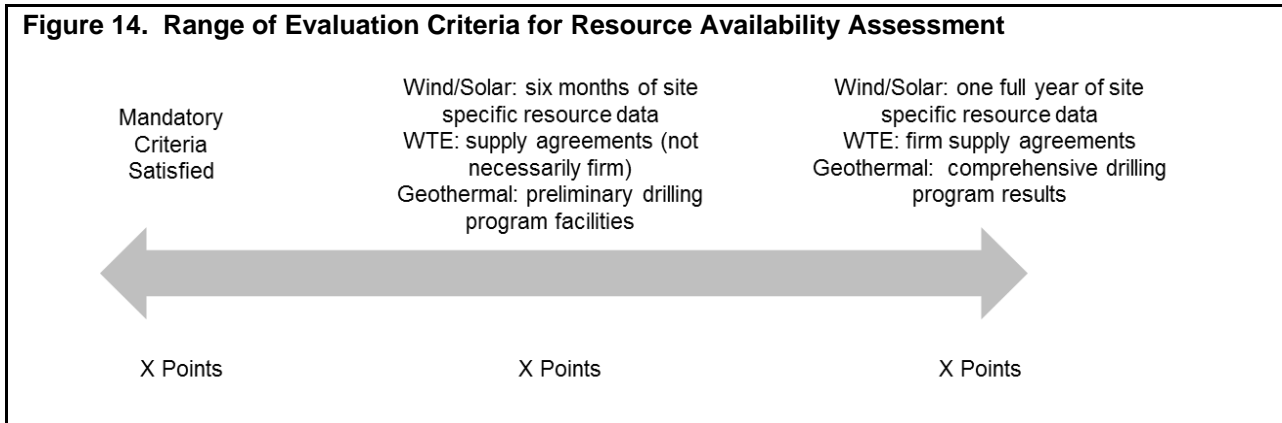 Figure 14. Range of Evaluation Criteria for Resource Availability Assessment
Mandatory
Criteria
Satisfied
Wind/Solar: six months of site
specific resource data
WTE: supply agreements (not
necessarily firm)
Geothermal: preliminary drilling
program facilities
Wind/Solar: one full year of site
specific resource data
WTE: firm supply agreements
Geothermal: comprehensive drilling
program results
X Points
X Points
X Points